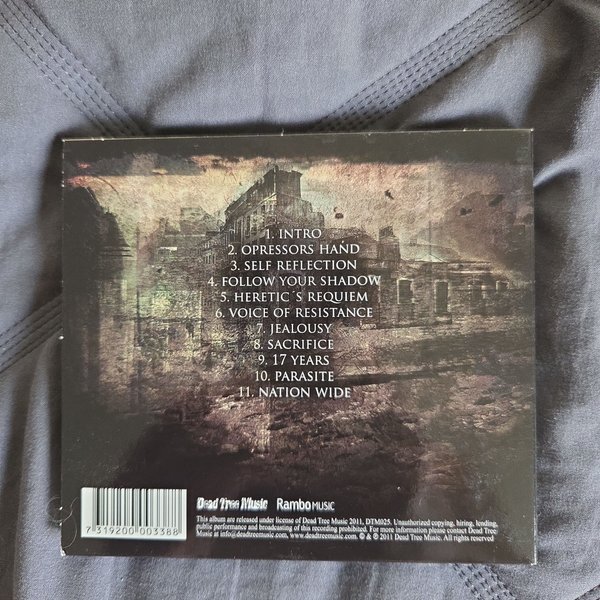 1. INTRO
2. OPRESSORS HAND
3. SELF REFLECTION
4. FOLLOW YOUR SHADOW
5. HERETIC´S REQUIEM
6. VOICE OF RESISTANCE
7. JEALOUSY
8. SACRIFICE
9. 17 YEARS
10. PARASITE
11. NATION WIDE
Dead Tree Music RamboMUSIC
This album are released under license of Dead Tree Music 2011, DTM025. Unauthorized copying, hiring, lending,
public performance and broadcasting of this recording prohibited. For more information please contact Dead Tree
Music at info@deadtreemusic.com, www.deadtreemusic.com. © & ℗ 2011 Dead Tree Music. All rights reserved
7 319200 003388